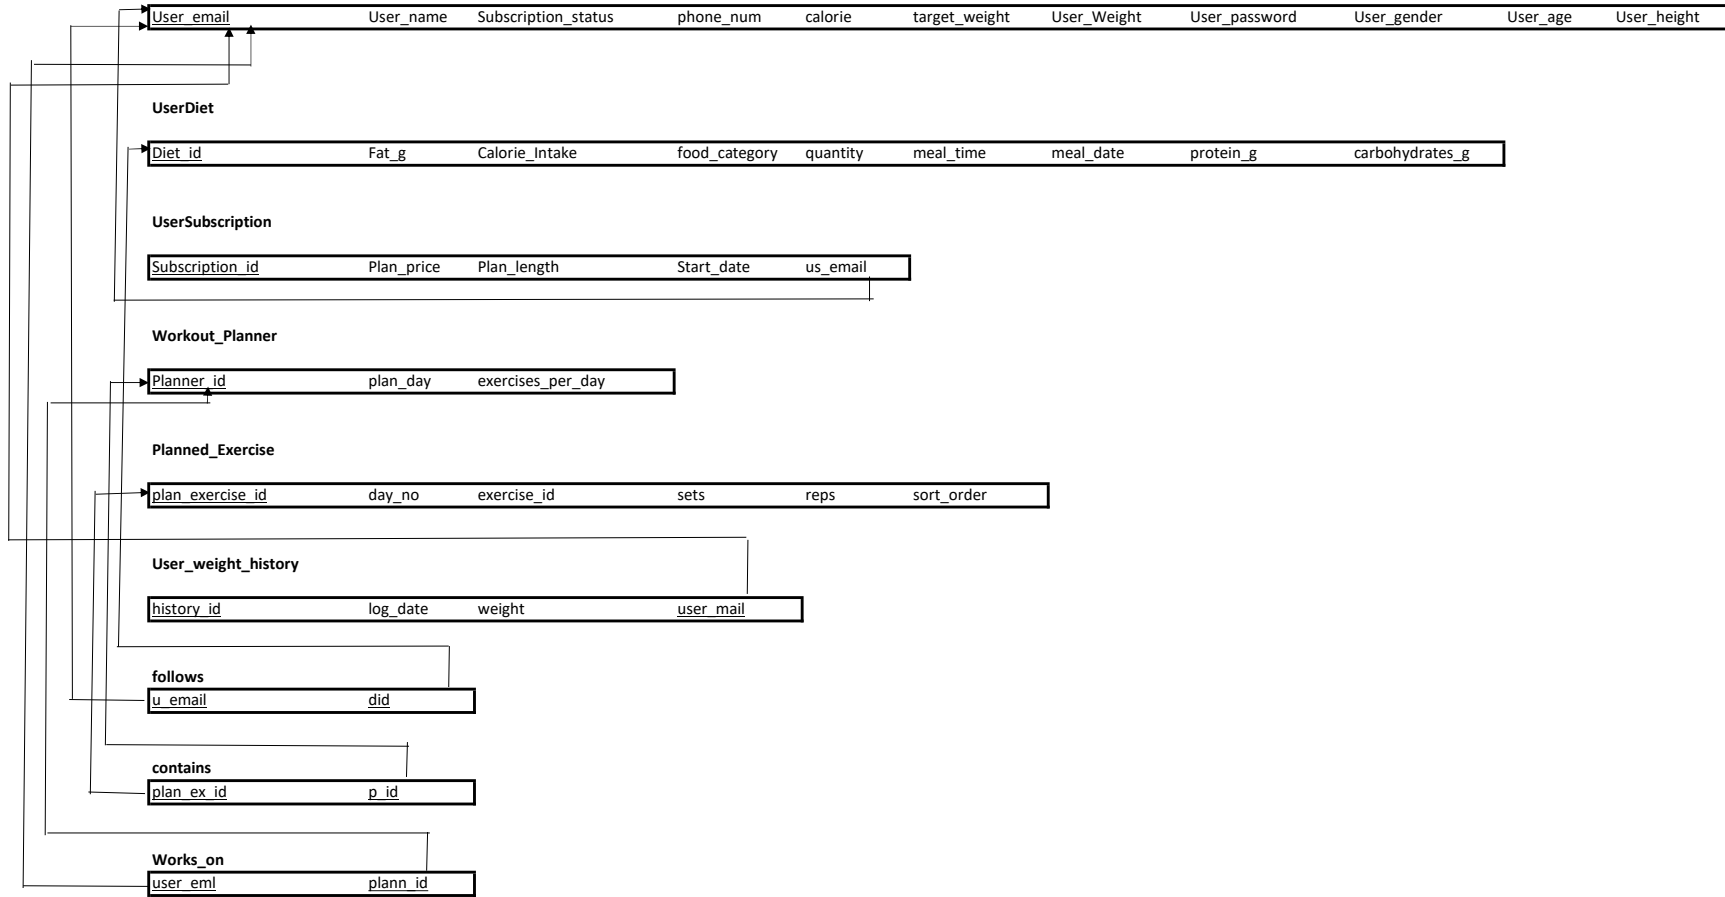 User_email User_name Subscription_status phone_num calorie target_weight User_Weight User_password User_gender User_age User_height
UserDiet
Diet_id Fat_g Calorie_Intake food_category quantity meal_time meal_date protein_g carbohydrates_g
UserSubscription
Subscription_id Plan_price Plan_length Start_date us_email
Workout_Planner
Planner_id plan_day exercises_per_day
Planned_Exercise
plan_exercise_id day_no exercise_id sets reps sort_order
User_weight_history
history_id log_date weight user_mail
follows
u_email did
contains
plan_ex_id p_id
Works_on
user_eml plann_id